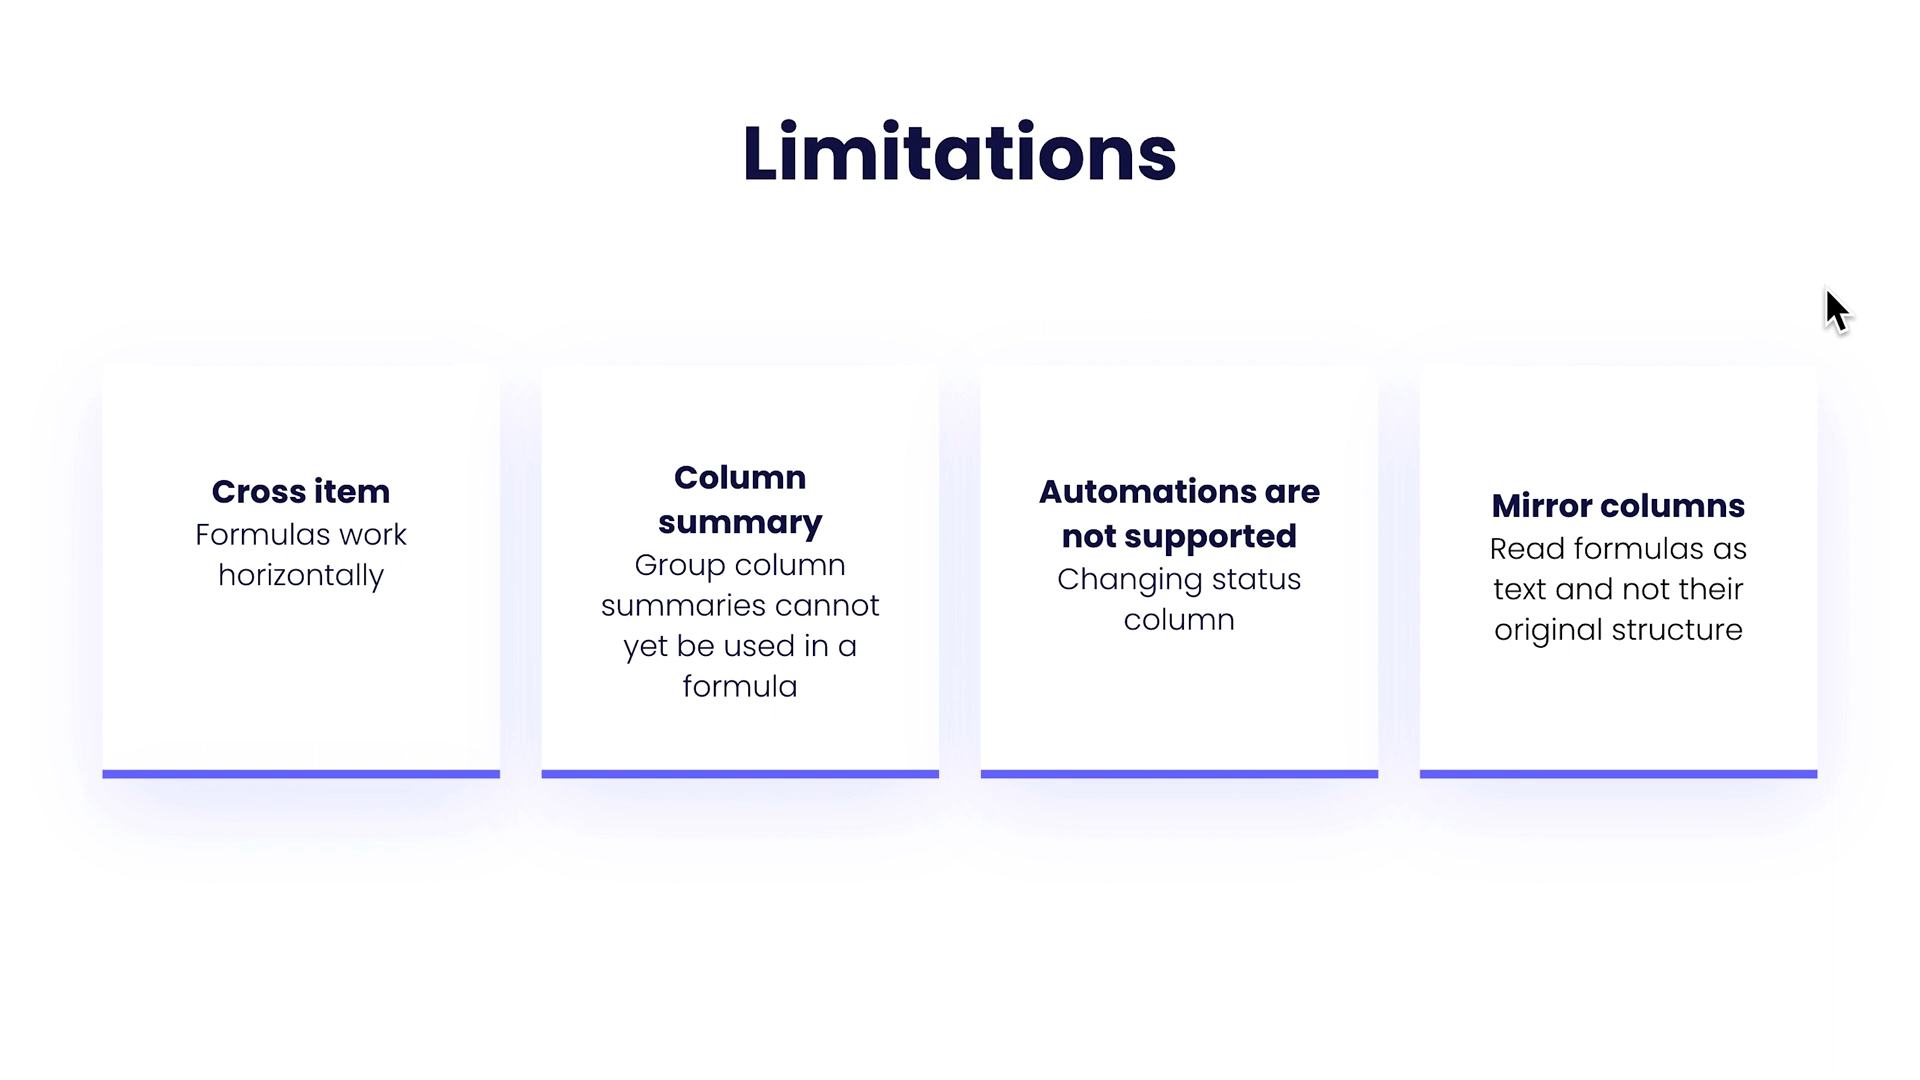 Limitations
Cross item
Formulas work
horizontally
Column
summary
Group column
summaries cannot
yet be used in a
formula
Automations are
not supported
Changing status
column
Mirror columns
Read formulas as
text and not their
original structure